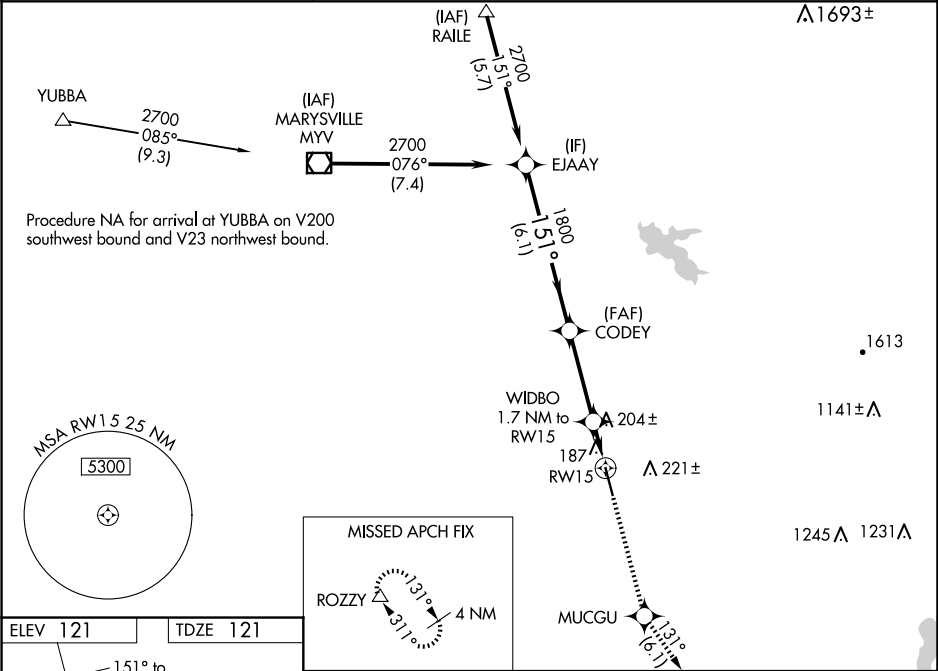 (IAF)
RAILE
1693±
2700
151°
(5.7)
YUBBA
2700
085°
(9.3)
(IAF)
MARYSVILLE
MYV
2700
076°
(7.4)
(IF)
EJAAY
Procedure NA for arrival at YUBBA on V200
southwest bound and V23 northwest bound.
1800
151°
(6.1)
(FAF)
CODEY
1613
WIDBO
1.7 NM to
RW15
204±
1141±
187
RW15
221±
MSA RW15 25 NM
5300
1245
1231
MISSED APCH FIX
ROZZY
131°
311°
4 NM
MUCGU
131°
(6.1)
ELEV 121
TDZE 121
151° to